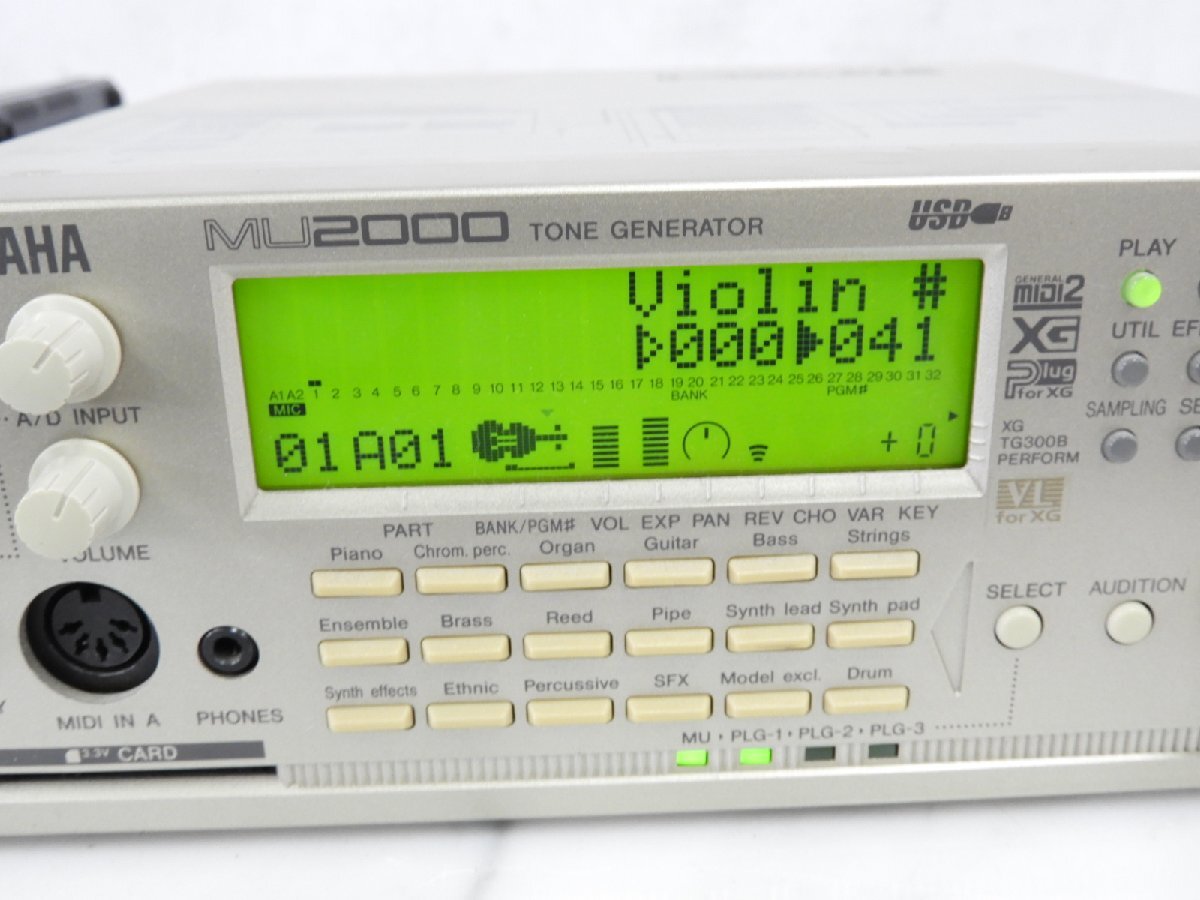 AHA
MU2000 TONE GENERATOR
USB
Violin #
000 041
A1 A2 1 2 3 4 5 6 7 8 9 10 11 12 13 14 15 16 17 18 19 20 21 22 23 24 25 26 27 28 29 30 31 32
BANK PGM#
MIC
01 A01 + 0
GENERAL
MIDI2
XG
Plug
for XG
XG
TG300B
PERFORM
VL
for XG
PLAY
UTIL
SAMPLING
A/D INPUT
VOLUME
PART BANK/PGM# VOL EXP PAN REV CHO VAR KEY
Piano Chrom. perc. Organ Guitar Bass Strings
Ensemble Brass Reed Pipe Synth lead Synth pad
Synth effects Ethnic Percussive SFX Model excl. Drum
SELECT AUDITION
MIDI IN A PHONES
MU • PLG-1 • PLG-2 • PLG-3
3.3V CARD